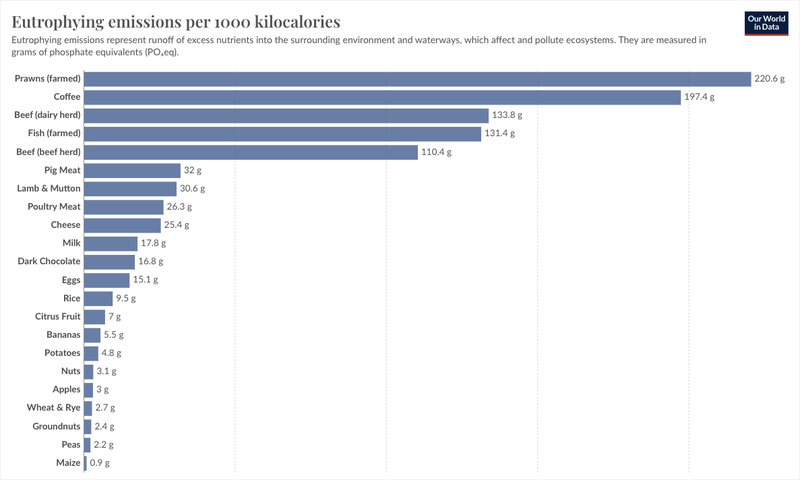 Eutrophying emissions per 1000 kilocalories
Our World
in Data
Eutrophying emissions represent runoff of excess nutrients into the surrounding environment and waterways, which affect and pollute ecosystems. They are measured in
grams of phosphate equivalents (PO₄eq).
Prawns (farmed) 220.6 g
Coffee 197.4 g
Beef (dairy herd) 133.8 g
Fish (farmed) 131.4 g
Beef (beef herd) 110.4 g
Pig Meat 32 g
Lamb & Mutton 30.6 g
Poultry Meat 26.3 g
Cheese 25.4 g
Milk 17.8 g
Dark Chocolate 16.8 g
Eggs 15.1 g
Rice 9.5 g
Citrus Fruit 7 g
Bananas 5.5 g
Potatoes 4.8 g
Nuts 3.1 g
Apples 3 g
Wheat & Rye 2.7 g
Groundnuts 2.4 g
Peas 2.2 g
Maize 0.9 g